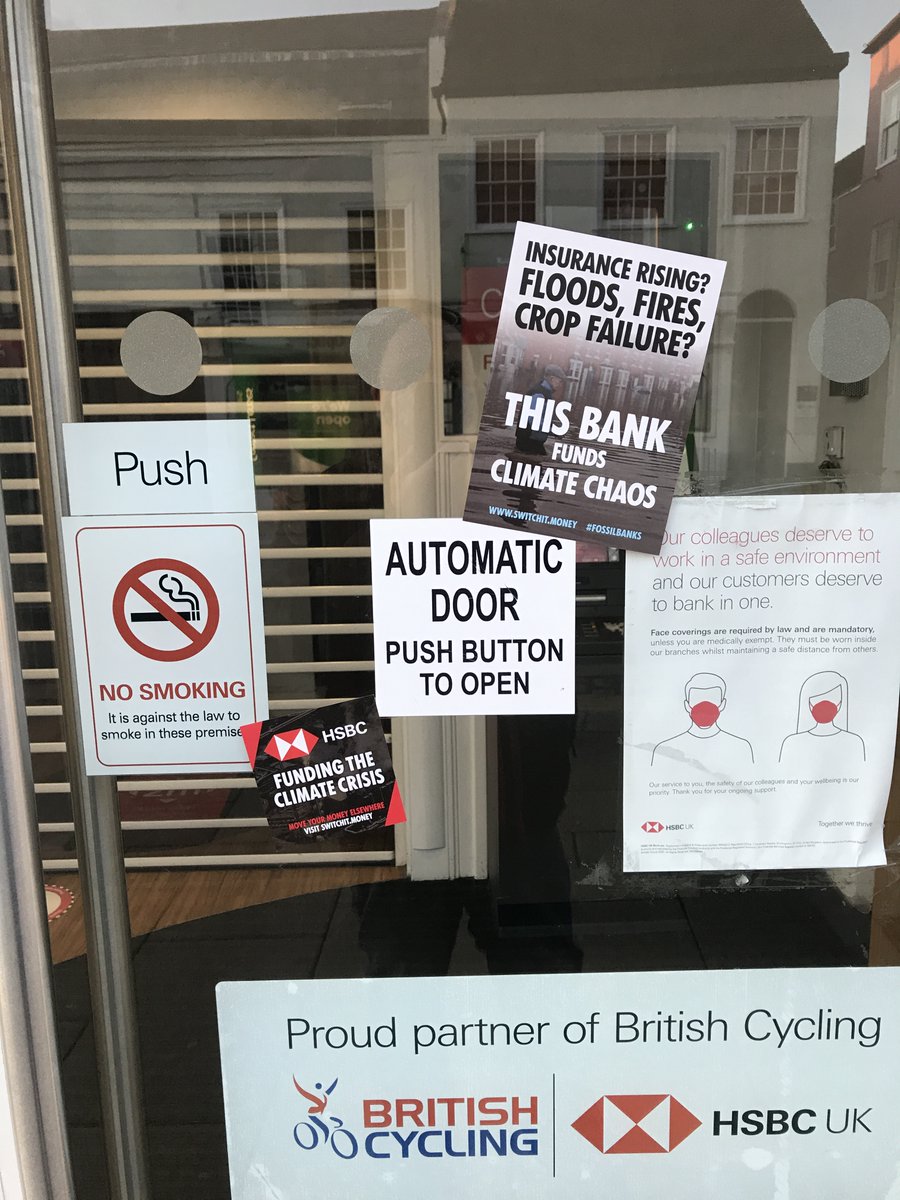 INSURANCE RISING?
FLOODS, FIRES,
CROP FAILURE?
THIS BANK
FUNDS
CLIMATE CHAOS
WWW.SWITCHIT.MONEY #FOSSILBANKS
Push
NO SMOKING
It is against the law to
smoke in these premise
AUTOMATIC
DOOR
PUSH BUTTON
TO OPEN
Our colleagues deserve to
work in a safe environment
and our customers deserve
to bank in one.
Face coverings are required by law and are mandatory,
unless you are medically exempt. They must be worn inside
our branches whilst maintaining a safe distance from others.
Our service to you, the safety of our colleagues and your wellbeing is our
priority. Thank you for your ongoing support.
HSBC UK
Together we thrive
HSBC
FUNDING THE
CLIMATE CRISIS
MOVE YOUR MONEY ELSEWHERE
VISIT SWITCHIT.MONEY
Proud partner of British Cycling
BRITISH
CYCLING
HSBC UK